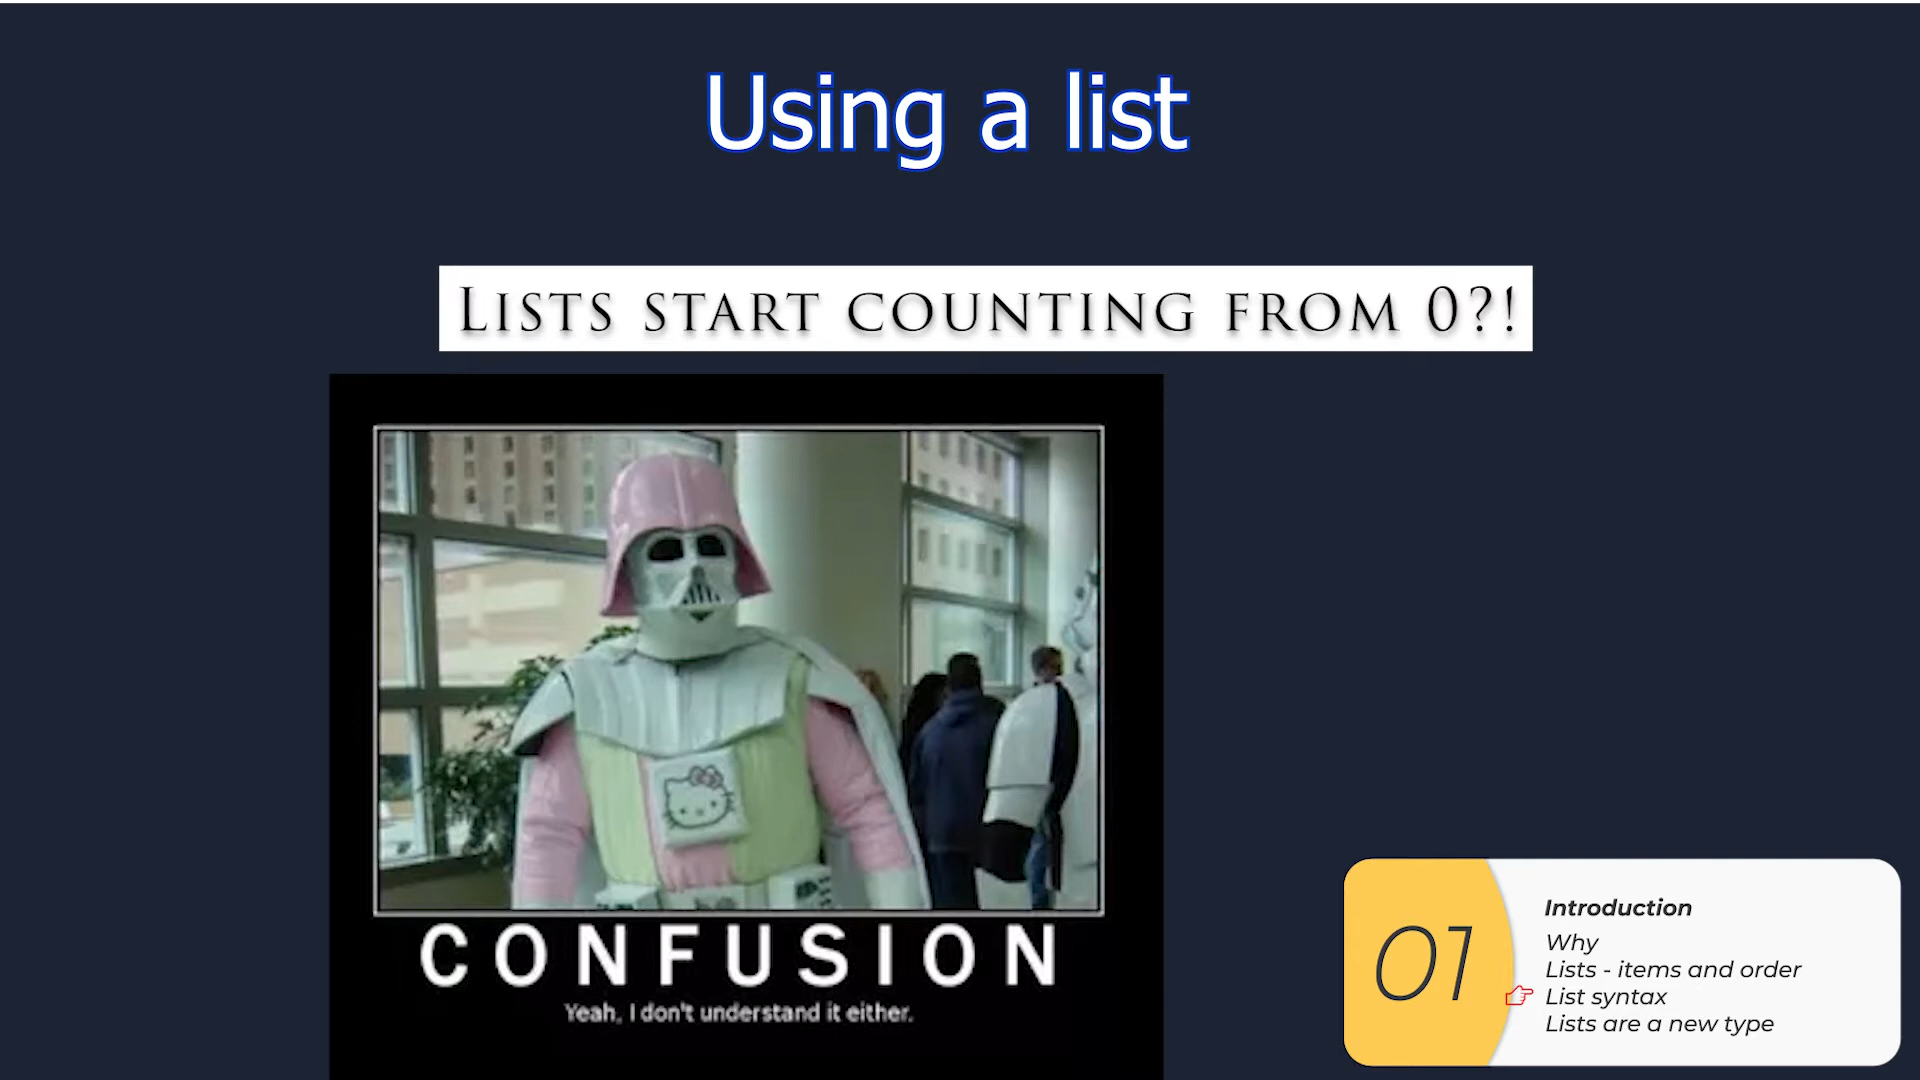 Using a list
LISTS START COUNTING FROM 0?!
CONFUSION
Yeah, I don't understand it either.
01
Introduction
Why
Lists - items and order
List syntax
Lists are a new type